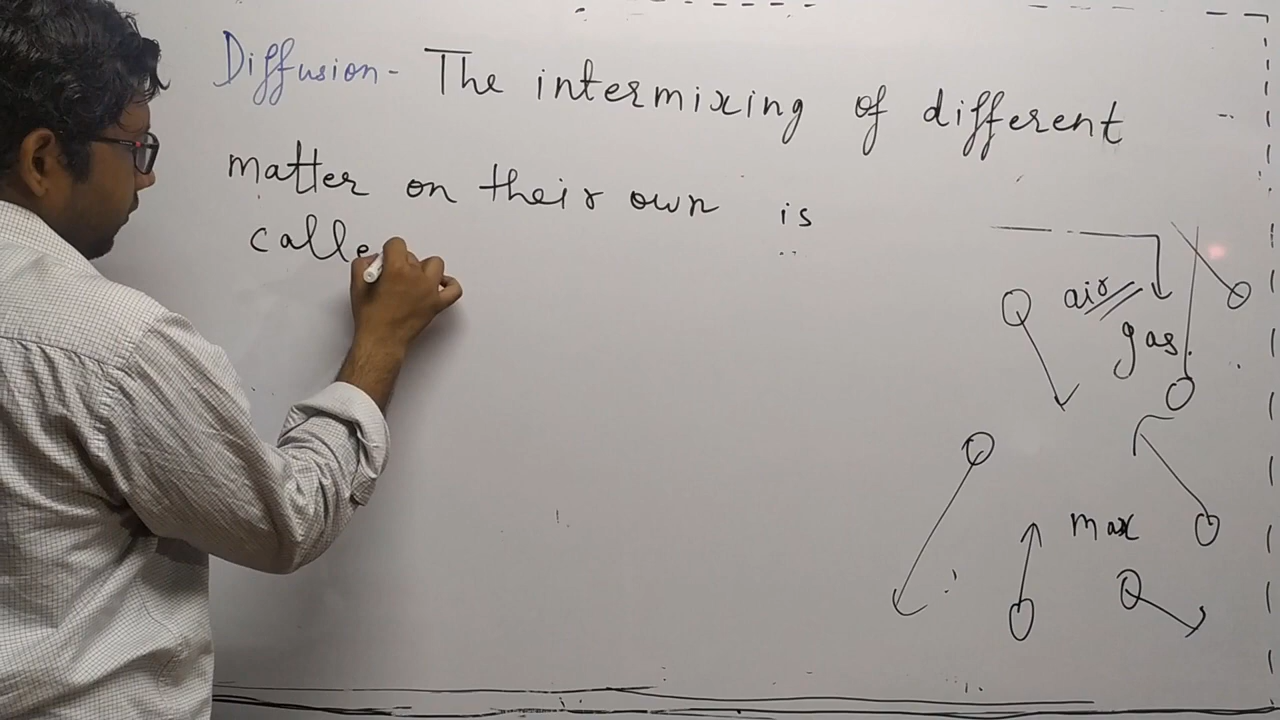 Diffusion - The intermixing of different
matter on their own is
calle
air
gas
max